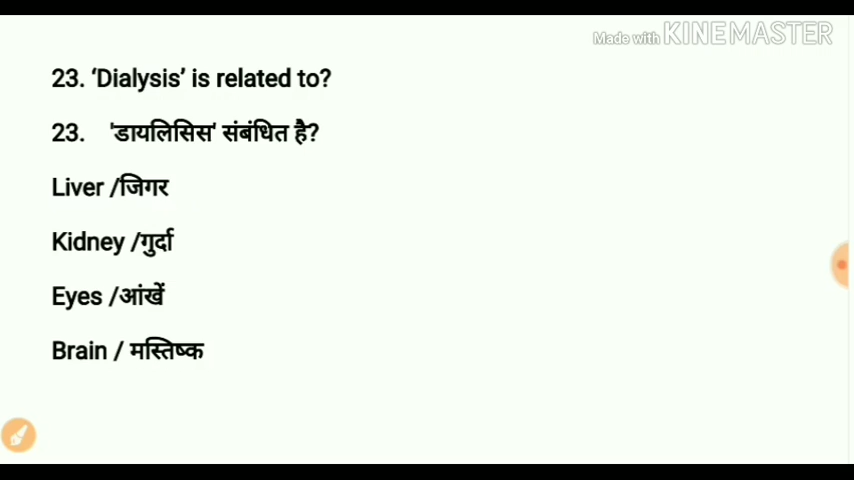 Made with KINEMASTER
23. ‘Dialysis’ is related to?
23. 'डायलिसिस' संबंधित है?
Liver /जिगर
Kidney /गुर्दा
Eyes /आंखें
Brain / मस्तिष्क